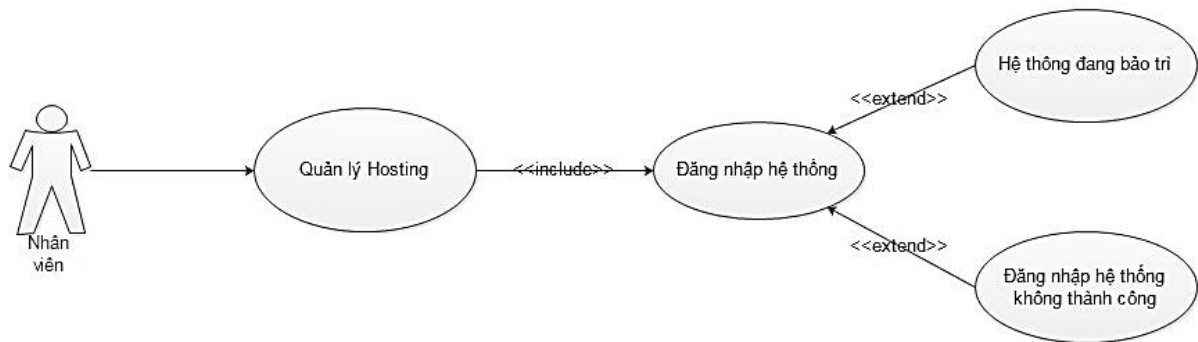 Hệ thống đang bảo trì
<<extend>>
Quản lý Hosting
<<include>>
Đăng nhập hệ thống
Nhân
viên
<<extend>>
Đăng nhập hệ thống
không thành công